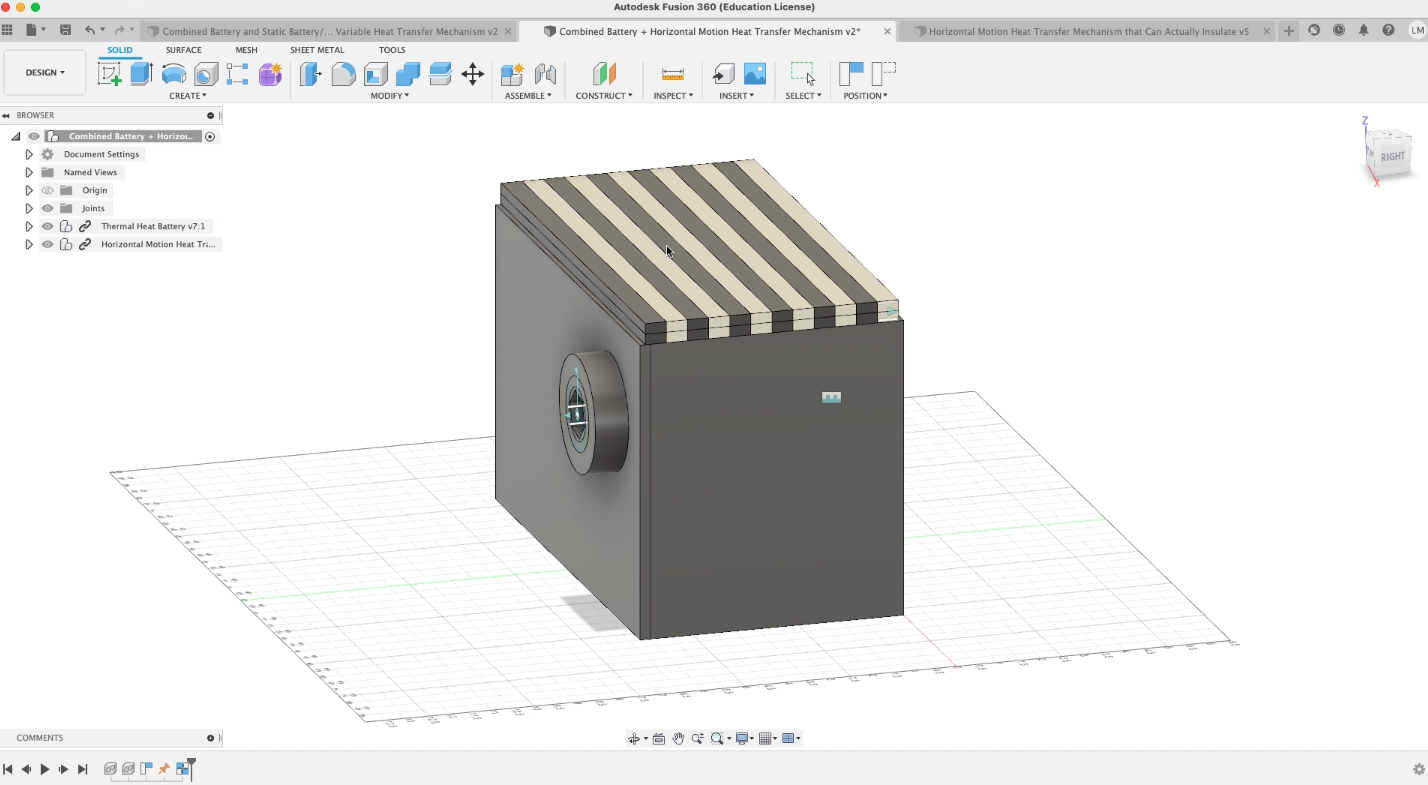 Autodesk Fusion 360 (Education License)
Combined Battery and Static Battery/... Variable Heat Transfer Mechanism v2
Combined Battery + Horizontal Motion Heat Transfer Mechanism v2*
Horizontal Motion Heat Transfer Mechanism that Can Actually Insulate v5
LM
SOLID SURFACE MESH SHEET METAL TOOLS
DESIGN
CREATE MODIFY ASSEMBLE CONSTRUCT INSPECT INSERT SELECT POSITION
BROWSER
Combined Battery + Horizo...
Document Settings
Named Views
Origin
Joints
Thermal Heat Battery v7:1
Horizontal Motion Heat Tra...
Z
RIGHT
X
COMMENTS